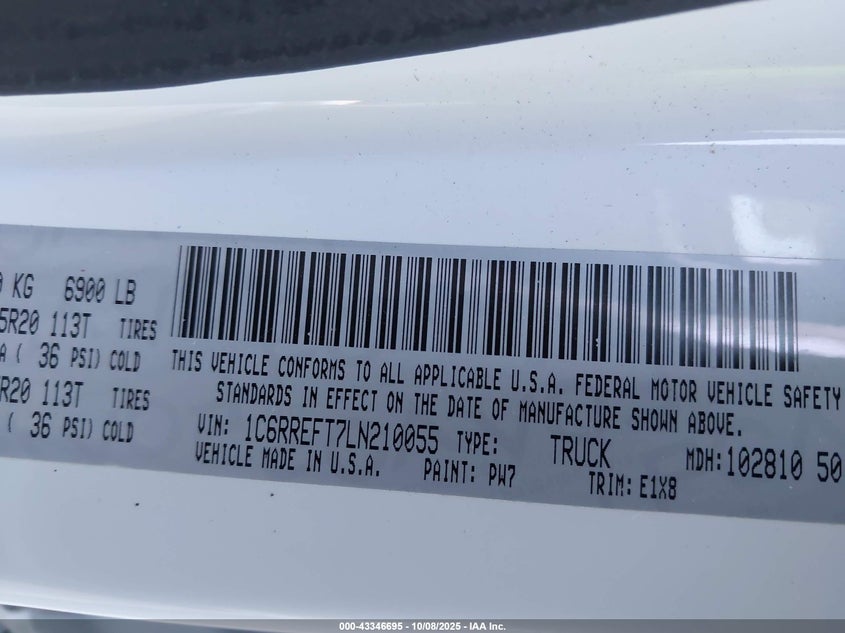 0 KG 6900 LB
5R20 113T TIRES
A ( 36 PSI) COLD
R20 113T TIRES
( 36 PSI) COLD
THIS VEHICLE CONFORMS TO ALL APPLICABLE U.S.A. FEDERAL MOTOR VEHICLE SAFETY
STANDARDS IN EFFECT ON THE DATE OF MANUFACTURE SHOWN ABOVE.
VIN: 1C6RREFT7LN210055 TYPE: TRUCK MDH: 102810 50
VEHICLE MADE IN U.S.A. PAINT: PW7 TRIM: E1X8
000-43346695 - 10/08/2025 - IAA Inc.